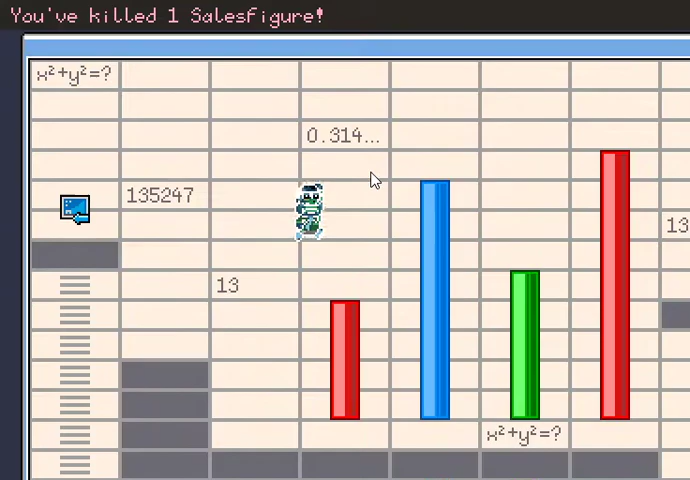 You've killed 1 SalesFigure!
x²+y²=?
0.314...
135247
13
13
x²+y²=?